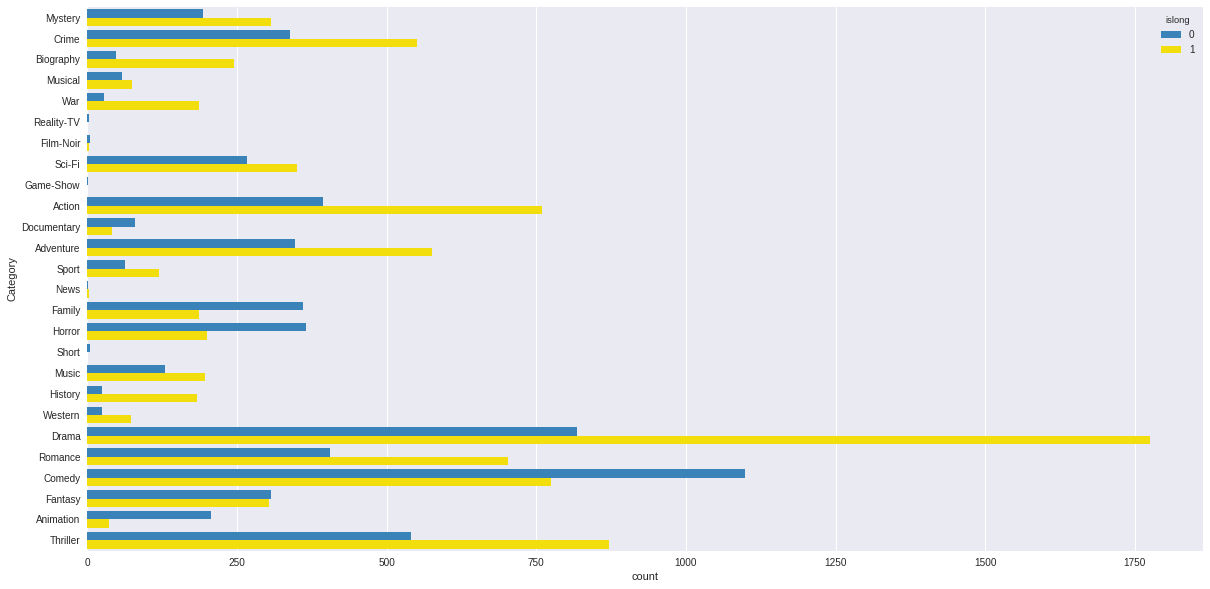 islong
0
1
Mystery
Crime
Biography
Musical
War
Reality-TV
Film-Noir
Sci-Fi
Game-Show
Action
Documentary
Adventure
Sport
News
Family
Horror
Short
Music
History
Western
Drama
Romance
Comedy
Fantasy
Animation
Thriller
Category
0 250 500 750 1000 1250 1500 1750
count